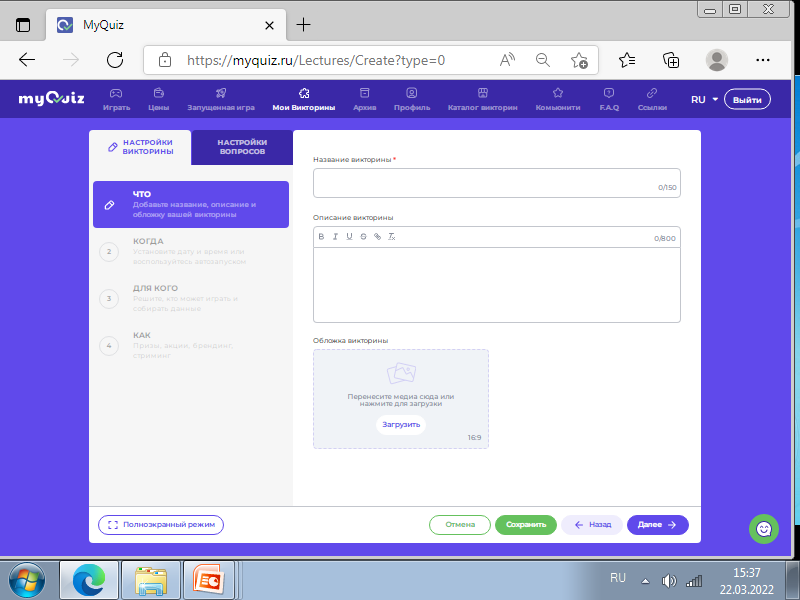 MyQuiz
https://myquiz.ru/Lectures/Create?type=0
myQuiz
Играть
Цены
Запущенная игра
Мои Викторины
Архив
Профиль
Каталог викторин
Комьюнити
F.A.Q
Ссылки
RU
Выйти
НАСТРОЙКИ
ВИКТОРИНЫ
НАСТРОЙКИ
ВОПРОСОВ
ЧТО
Добавьте название, описание и
обложку вашей викторины
2
КОГДА
Установите дату и время или
воспользуйтесь автозапуском
3
ДЛЯ КОГО
Решите, кто может играть и
собирать данные
4
КАК
Призы, акции, брендинг,
стриминг
Название викторины *
0/150
Описание викторины
B I U S
0/800
Обложка викторины
Перенесите медиа сюда или
нажмите для загрузки
Загрузить
16:9
Полноэкранный режим
Отмена
Сохранить
Назад
Далее
RU
15:37
22.03.2022